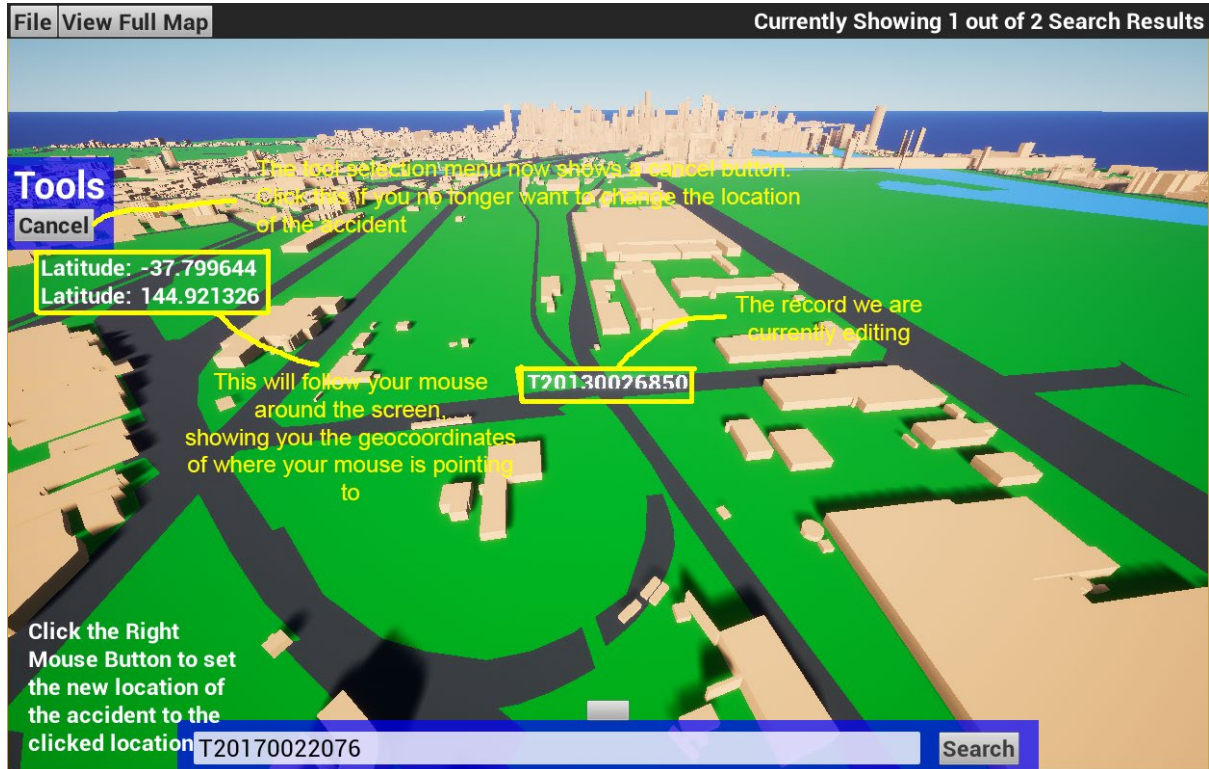 File View Full Map
Currently Showing 1 out of 2 Search Results
The tool selection menu now shows a cancel button.
Click this if you no longer want to change the location
of the accident
Tools
Cancel
Latitude: -37.799644
Latitude: 144.921326
The record we are
currently editing
T20130026850
This will follow your mouse
around the screen,
showing you the geocoordinates
of where your mouse is pointing
to
Click the Right
Mouse Button to set
the new location of
the accident to the
clicked location
T20170022076
Search